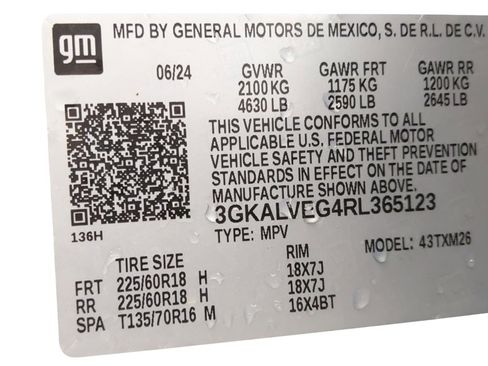 gm MFD BY GENERAL MOTORS DE MEXICO, S. DE R.L. DE C.V.
06/24 GVWR GAWR FRT GAWR RR
2100 KG 1175 KG 1200 KG
4630 LB 2590 LB 2645 LB
THIS VEHICLE CONFORMS TO ALL
APPLICABLE U.S. FEDERAL MOTOR
VEHICLE SAFETY AND THEFT PREVENTION
STANDARDS IN EFFECT ON THE DATE OF
MANUFACTURE SHOWN ABOVE.
3GKALVEG4RL365123
136H TYPE: MPV MODEL: 43TXM26
TIRE SIZE RIM
FRT 225/60R18 H 18X7J
RR 225/60R18 H 18X7J
SPA T135/70R16 M 16X4BT